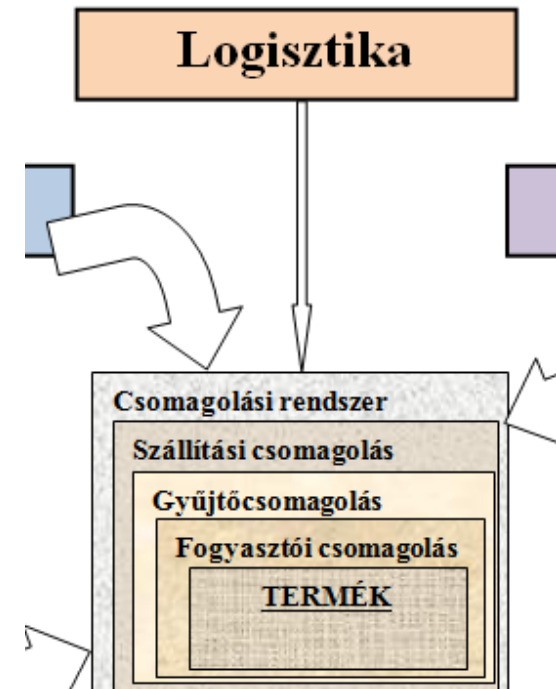 Logisztika
Csomagolási rendszer
Szállítási csomagolás
Gyűjtőcsomagolás
Fogyasztói csomagolás
TERMÉK